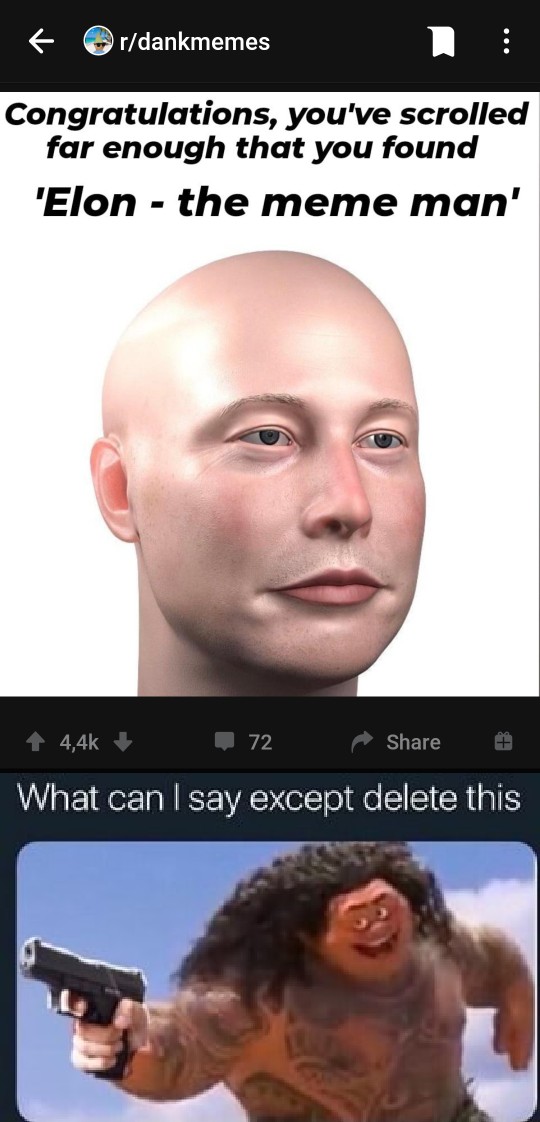 r/dankmemes
Congratulations, you've scrolled
far enough that you found
'Elon - the meme man'
4,4k
72
Share
What can I say except delete this